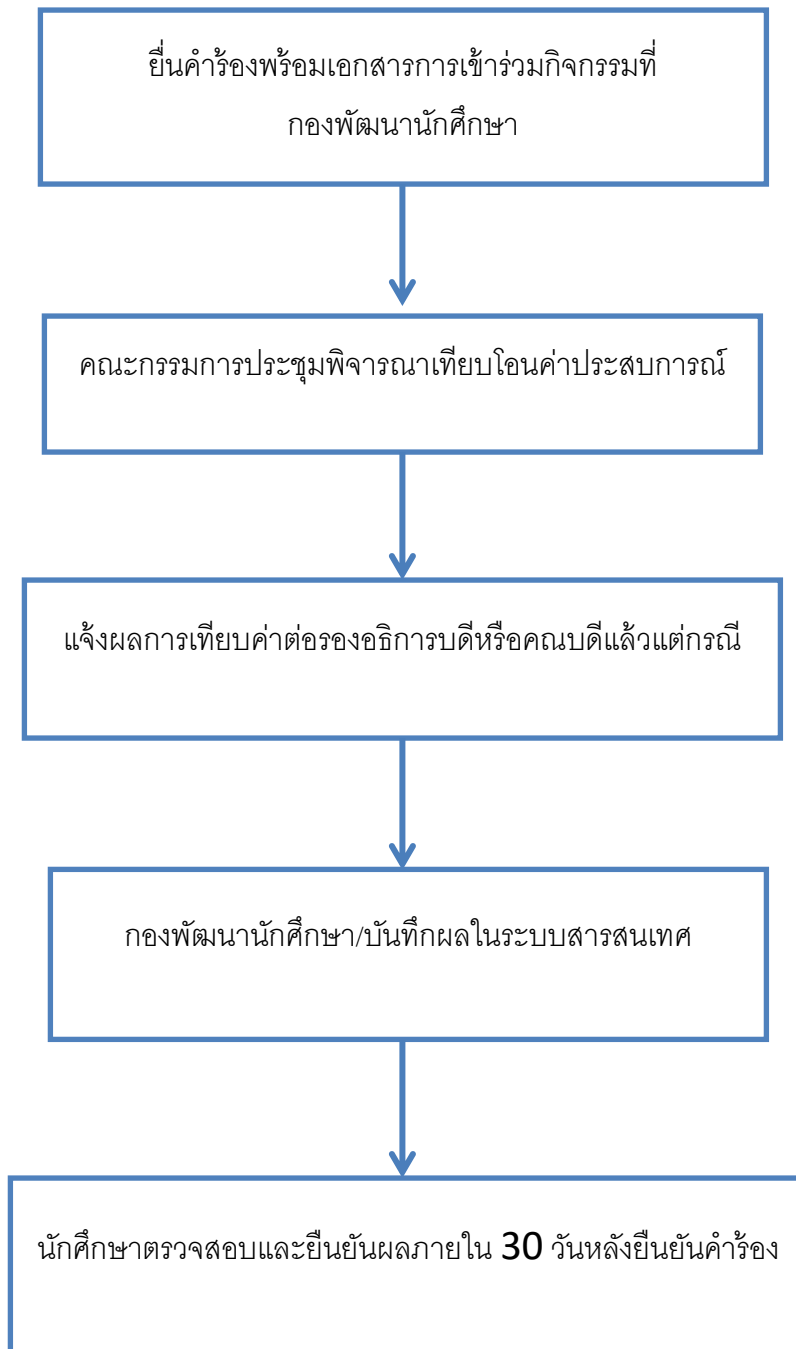 ยื่นคำร้องพร้อมเอกสารการเข้าร่วมกิจกรรมที่
กองพัฒนานักศึกษา
คณะกรรมการประชุมพิจารณาเทียบโอนค่าประสบการณ์
แจ้งผลการเทียบค่าต่อรองอธิการบดีหรือคณบดีแล้วแต่กรณี
กองพัฒนานักศึกษา/บันทึกผลในระบบสารสนเทศ
นักศึกษาตรวจสอบและยืนยันผลภายใน 30 วันหลังยืนยันคำร้อง